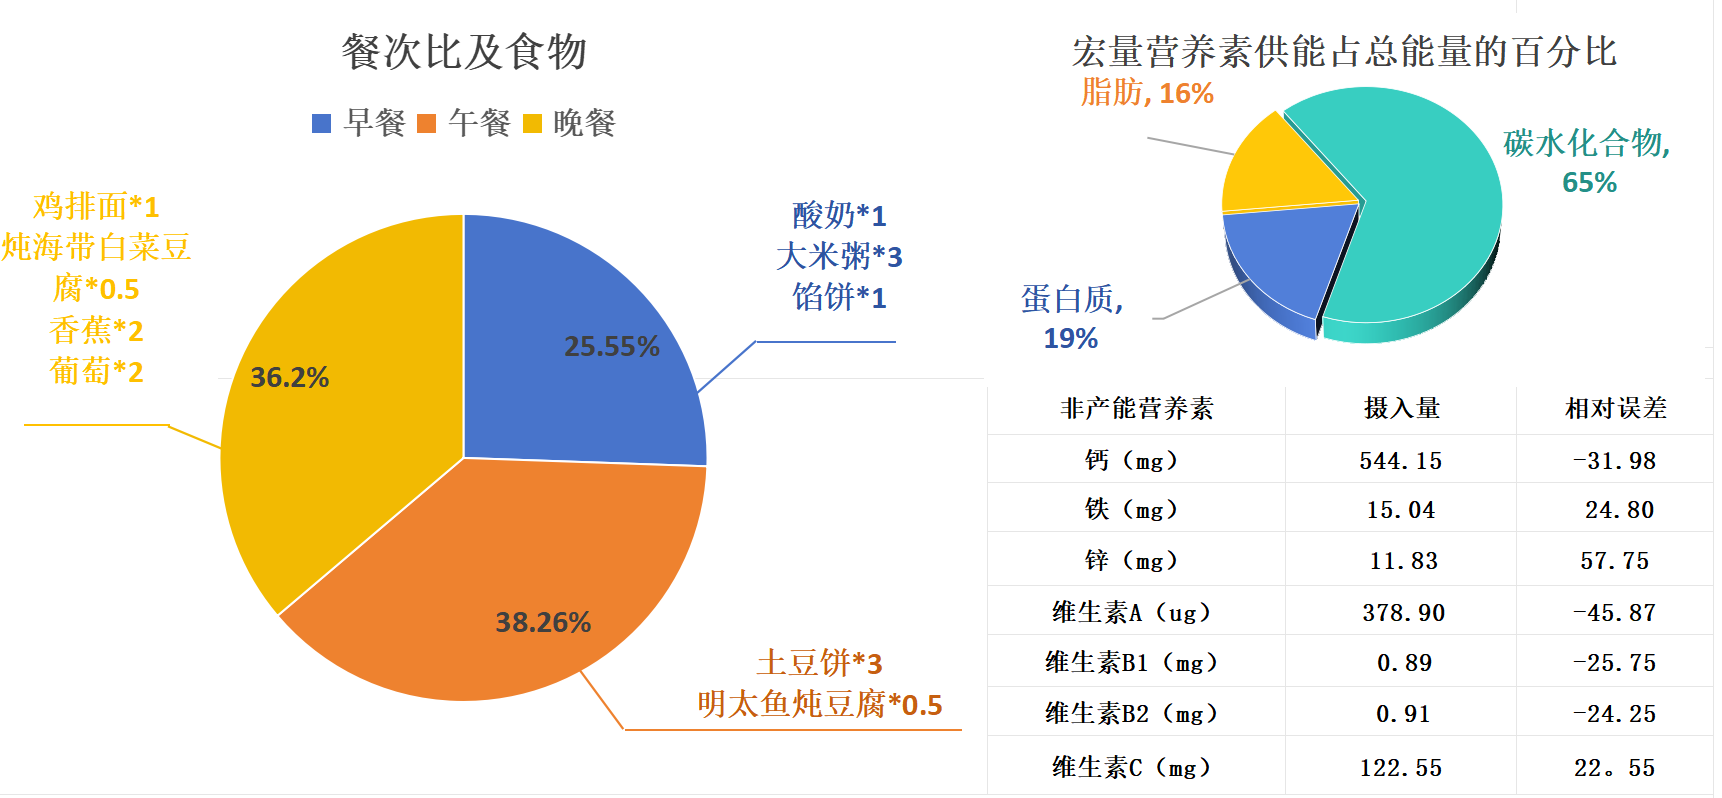 餐次比及食物
早餐 午餐 晚餐
鸡排面*1
炖海带白菜豆
腐*0.5
香蕉*2
葡萄*2
酸奶*1
大米粥*3
馅饼*1
25.55%
36.2%
38.26%
土豆饼*3
明太鱼炖豆腐*0.5
宏量营养素供能占总能量的百分比
脂肪, 16%
碳水化合物,
65%
蛋白质,
19%
非产能营养素 摄入量 相对误差
钙（mg） 544.15 -31.98
铁（mg） 15.04 24.80
锌（mg） 11.83 57.75
维生素A（ug） 378.90 -45.87
维生素B1（mg） 0.89 -25.75
维生素B2（mg） 0.91 -24.25
维生素C（mg） 122.55 22。55